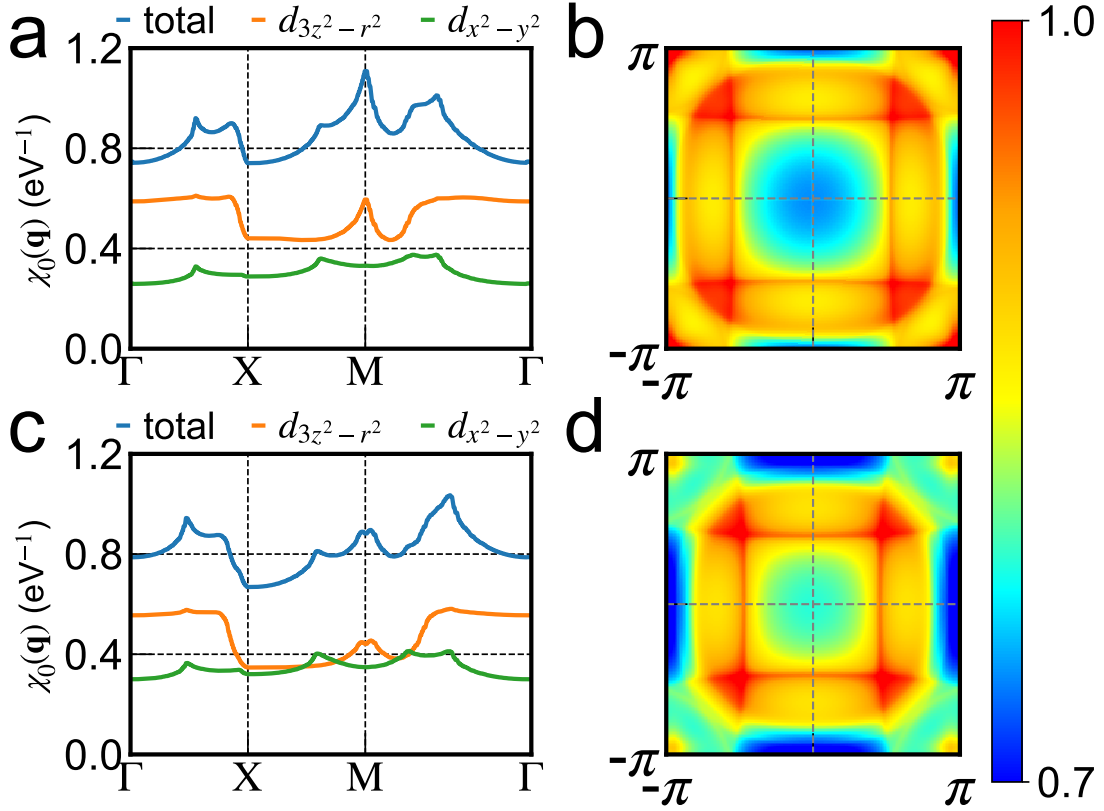 a
total d₃z²−r² dx²−y²
1.2
0.8
0.4
0.0
χ₀(q) (eV⁻¹)
Γ X M Γ
b
π
-π
-π π
1.0
0.7
c
total d₃z²−r² dx²−y²
1.2
0.8
0.4
0.0
χ₀(q) (eV⁻¹)
Γ X M Γ
d
π
-π
-π π